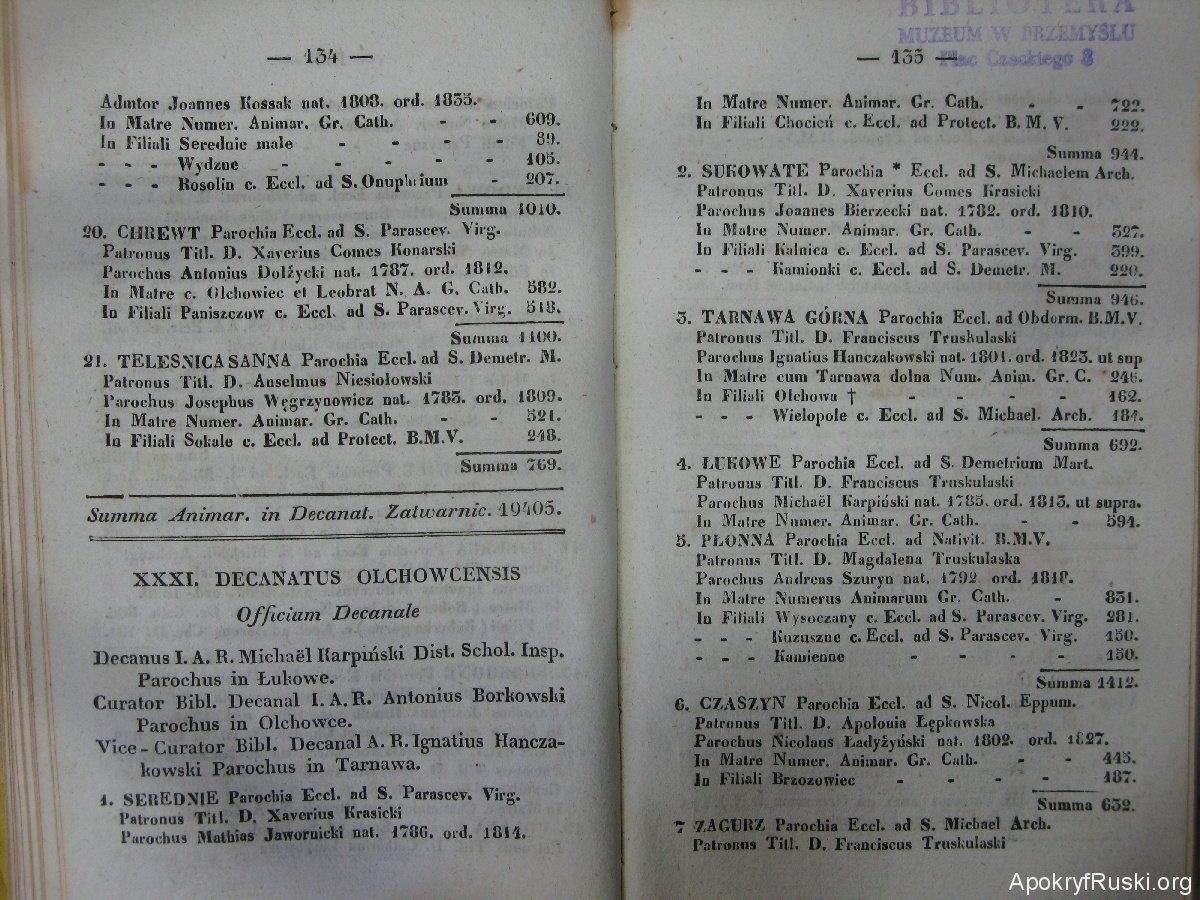 — 134 —
Admtor Joannes Kossak nat. 1808. ord. 1835.
In Matre Numer. Animar. Gr. Cath. - - 609.
In Filiali Serednie małe - - - - 89.
- - - Wydzne - - - - - 105.
- - - Rosolin c. Eccl. ad S. Onuphrium - 207.
Summa 1010.
20. CHREWT Parochia Eccl. ad S. Parascev. Virg.
Patronus Titl. D. Xaverius Comes Konarski
Parochus Antonius Dolżycki nat. 1787. ord. 1812.
In Matre c. Olchowiec et Leobrat N. A. G. Cath. 582.
In Filiali Paniszczow c. Eccl. ad S. Parascev. Virg. 518.
Summa 1100.
21. TELESNICA SANNA Parochia Eccl. ad S. Demetr. M.
Patronus Titl. D. Anselmus Niesiołowski
Parochus Josephus Węgrzynowicz nat. 1783. ord. 1809.
In Matre Numer. Animar. Gr. Cath. - - 521.
In Filiali Sokale c. Eccl. ad Protect. B.M.V. 248.
Summa 769.
Summa Animar. in Decanat. Zatwarnic. 19405.
XXXI. DECANATUS OLCHOWCENSIS
Officium Decanale
Decanus I. A. R. Michaël Karpiński Dist. Schol. Insp.
Parochus in Łukowe.
Curator Bibl. Decanal I. A. R. Antonius Borkowski
Parochus in Olchowce.
Vice - Curator Bibl. Decanal A. R. Ignatius Hancza-
kowski Parochus in Tarnawa.
1. SEREDNIE Parochia Eccl. ad S. Parascev. Virg.
Patronus Titl. D. Xaverius Krasicki
Parochus Mathias Jawornicki nat. 1786. ord. 1814.
BIBLIOTEKA
MUZEUM W PRZEMYŚLU
Plac Czackiego 3
— 135 —
In Matre Numer. Animar. Gr. Cath. - - 722.
In Filiali Chocień c. Eccl. ad Protect. B. M. V. 222.
Summa 944.
2. SUKOWATE Parochia * Eccl. ad S. Michaelem Arch.
Patronus Titl. D. Xaverius Comes Krasicki
Parochus Joannes Bierzecki nat. 1782. ord. 1810.
In Matre Numer. Animar. Gr. Cath. - - 327.
In Filiali Kalnica c. Eccl. ad S. Parascev. Virg. 399.
- - - Kamionki c. Eccl. ad S. Demetr. M. 220.
Summa 946.
3. TARNAWA GÓRNA Parochia Eccl. ad Obdorm. B.M.V.
Patronus Titl. D. Franciscus Truskulaski
Parochus Ignatius Hanczakowski nat. 1801. ord. 1823. ut sup
In Matre cum Tarnawa dolna Num. Anim. Gr. C. 246.
In Filiali Olchowa † - - - - 162.
- - - Wielopole c. Eccl. ad S. Michael. Arch. 184.
Summa 692.
4. ŁUKOWE Parochia Eccl. ad S. Demetrium Mart.
Patronus Titl. D. Franciscus Truskulaski
Parochus Michaël Karpiński nat. 1785. ord. 1813. ut supra.
In Matre Numer. Animar. Gr. Cath. - - 594.
5. PŁONNA Parochia Eccl. ad Nativit. B.M.V.
Patronus Titl. D. Magdalena Truskulaska
Parochus Andreas Szuryn nat. 1792 ord. 1818.
In Matre Numerus Animarum Gr. Cath. - 831.
In Filiali Wysoczany c. Eccl. ad S. Parascev. Virg. 281.
- - - Kozuszne c. Eccl. ad S. Parascev. Virg. 150.
- - - Kamienne - - - - 150.
Summa 1412.
6. CZASZYN Parochia Eccl. ad S. Nicol. Eppum.
Patronus Titl. D. Apolonia Łępkowska
Parochus Nicolaus Ładyżyński nat. 1802. ord. 1827.
In Matre Numer. Animar. Gr. Cath. - - 445.
In Filiali Brzozowiec - - - - 187.
Summa 632.
7 ZAGURZ Parochia Eccl. ad S. Michael Arch.
Patronus Titl. D. Franciscus Truskulaski
ApokryfRuski.org